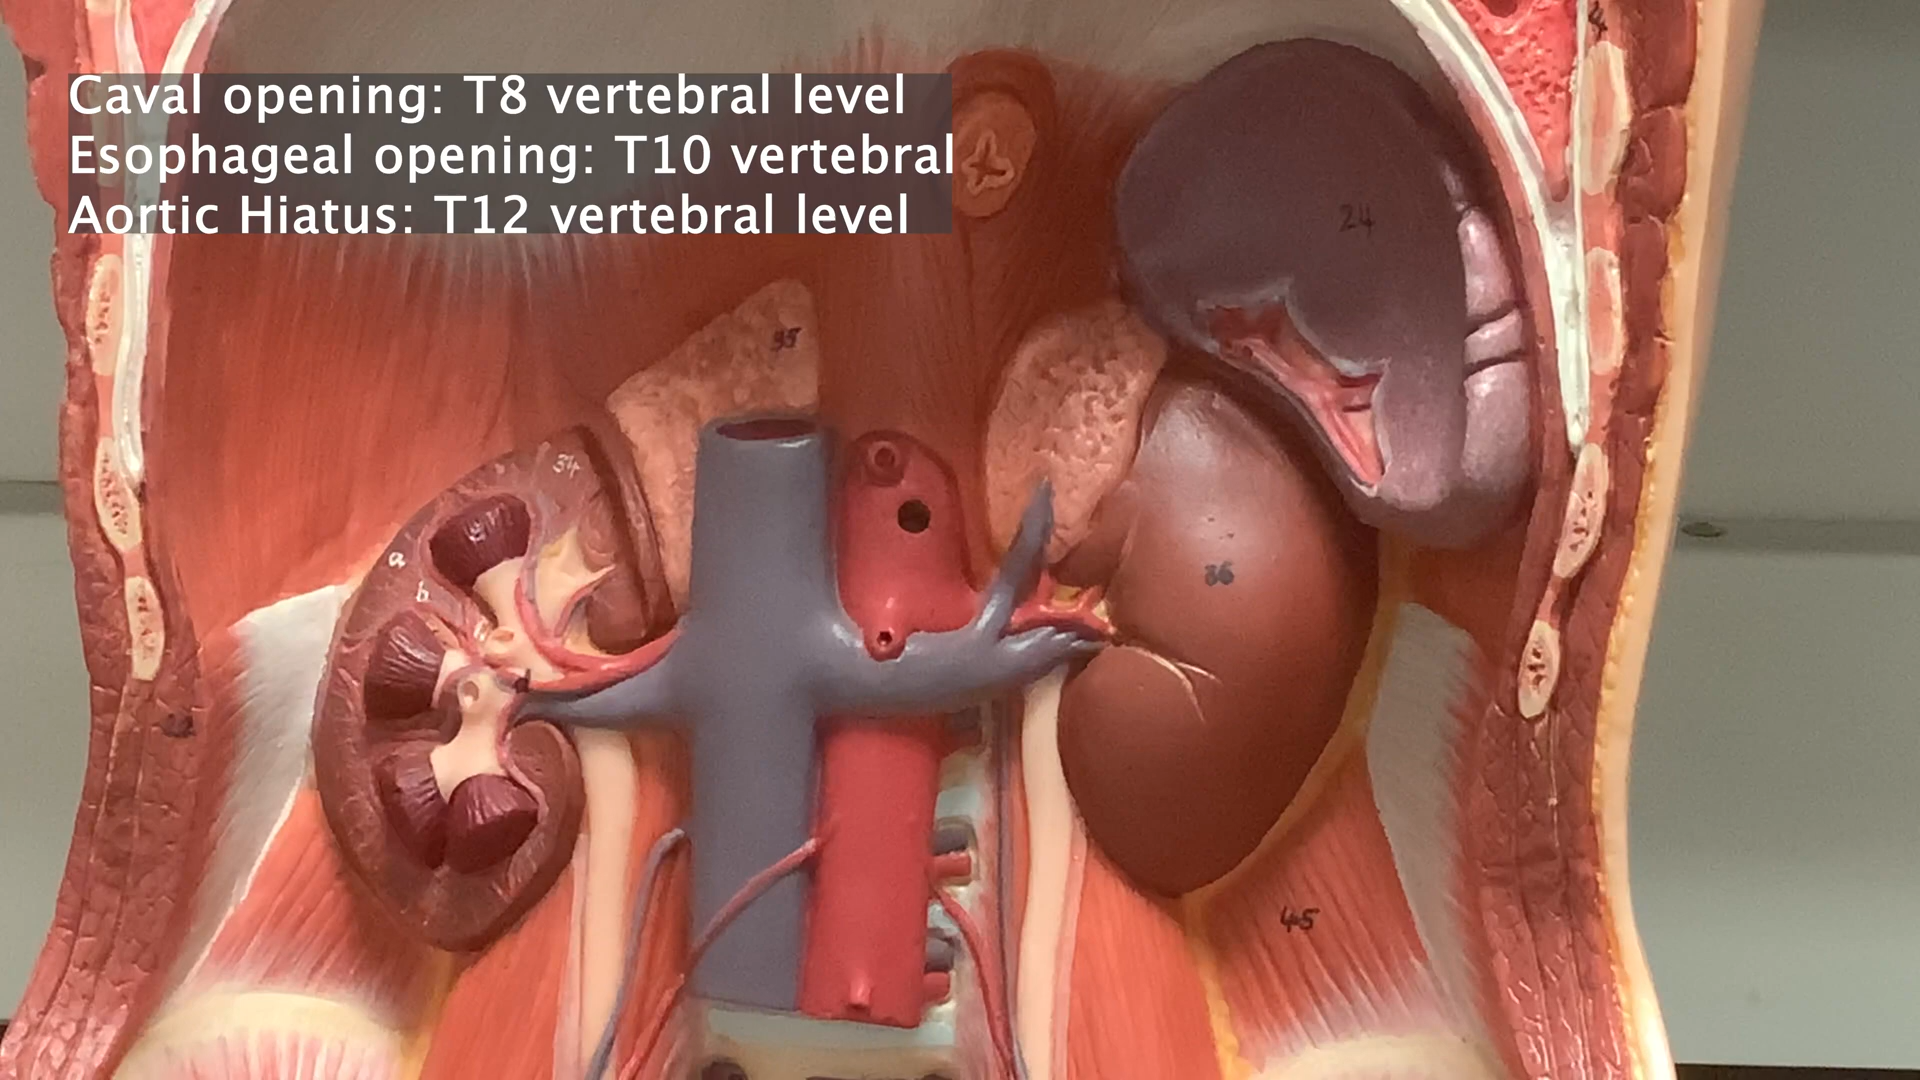 Caval opening: T8 vertebral level
Esophageal opening: T10 vertebral
Aortic Hiatus: T12 vertebral level
24
34
a
b
36
45